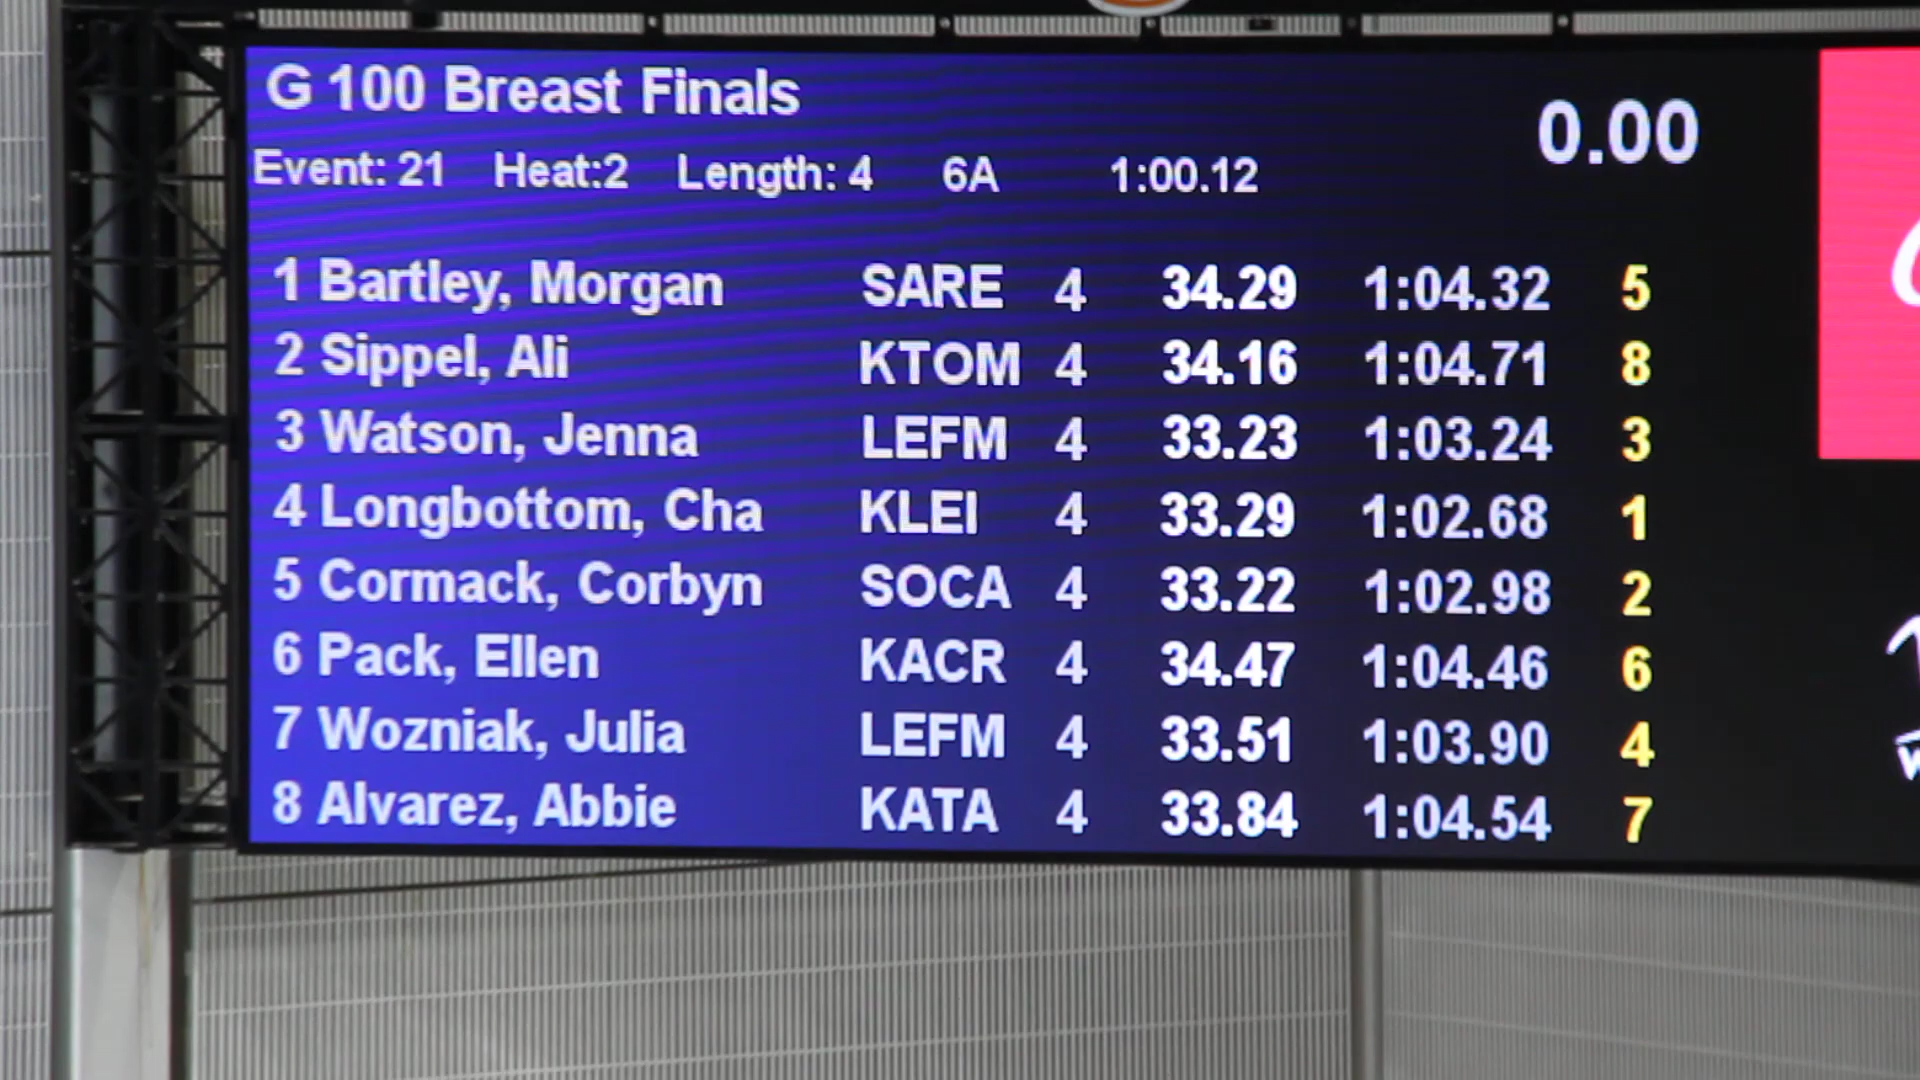 G 100 Breast Finals 0.00
Event: 21 Heat:2 Length: 4 6A 1:00.12
1 Bartley, Morgan SARE 4 34.29 1:04.32 5
2 Sippel, Ali KTOM 4 34.16 1:04.71 8
3 Watson, Jenna LEFM 4 33.23 1:03.24 3
4 Longbottom, Cha KLEI 4 33.29 1:02.68 1
5 Cormack, Corbyn SOCA 4 33.22 1:02.98 2
6 Pack, Ellen KACR 4 34.47 1:04.46 6
7 Wozniak, Julia LEFM 4 33.51 1:03.90 4
8 Alvarez, Abbie KATA 4 33.84 1:04.54 7